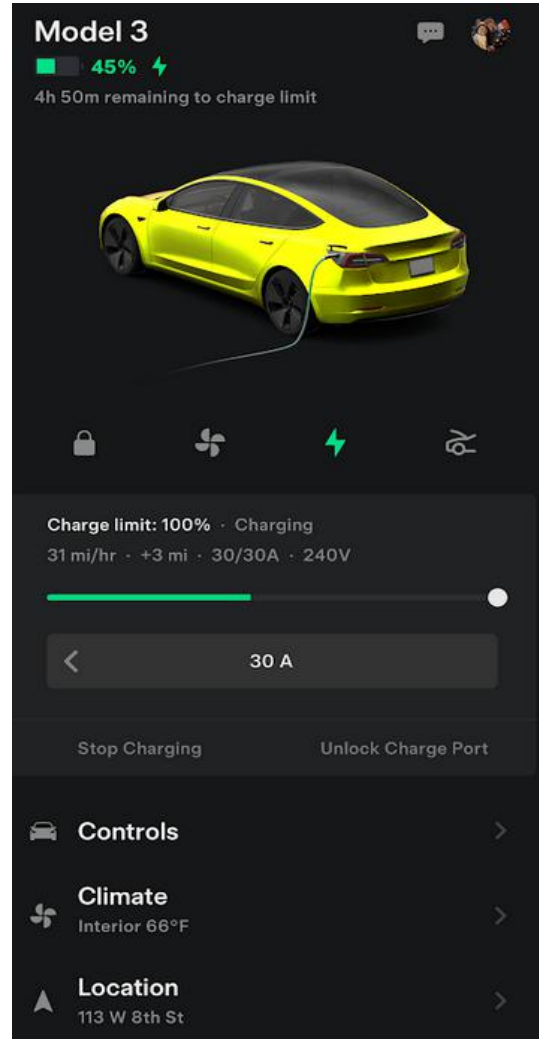 Model 3
45%
4h 50m remaining to charge limit
Charge limit: 100% · Charging
31 mi/hr · +3 mi · 30/30A · 240V
30 A
Stop Charging Unlock Charge Port
Controls
Climate
Interior 66°F
Location
113 W 8th St